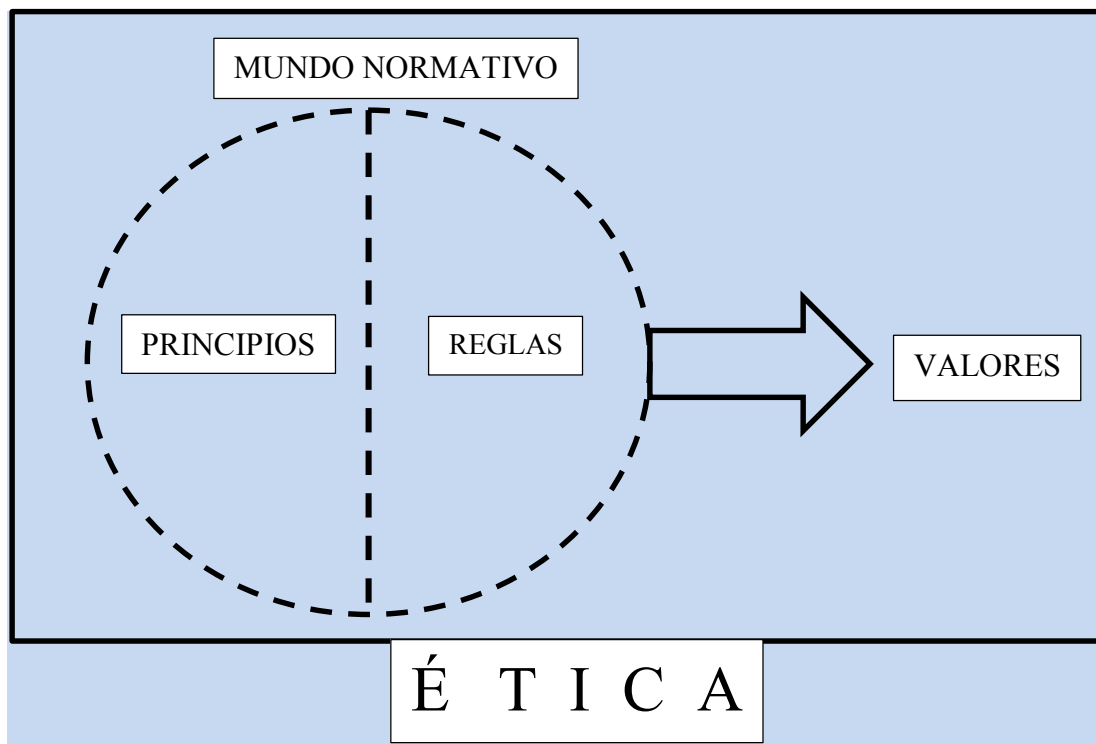 MUNDO NORMATIVO
PRINCIPIOS
REGLAS
VALORES
É T I C A